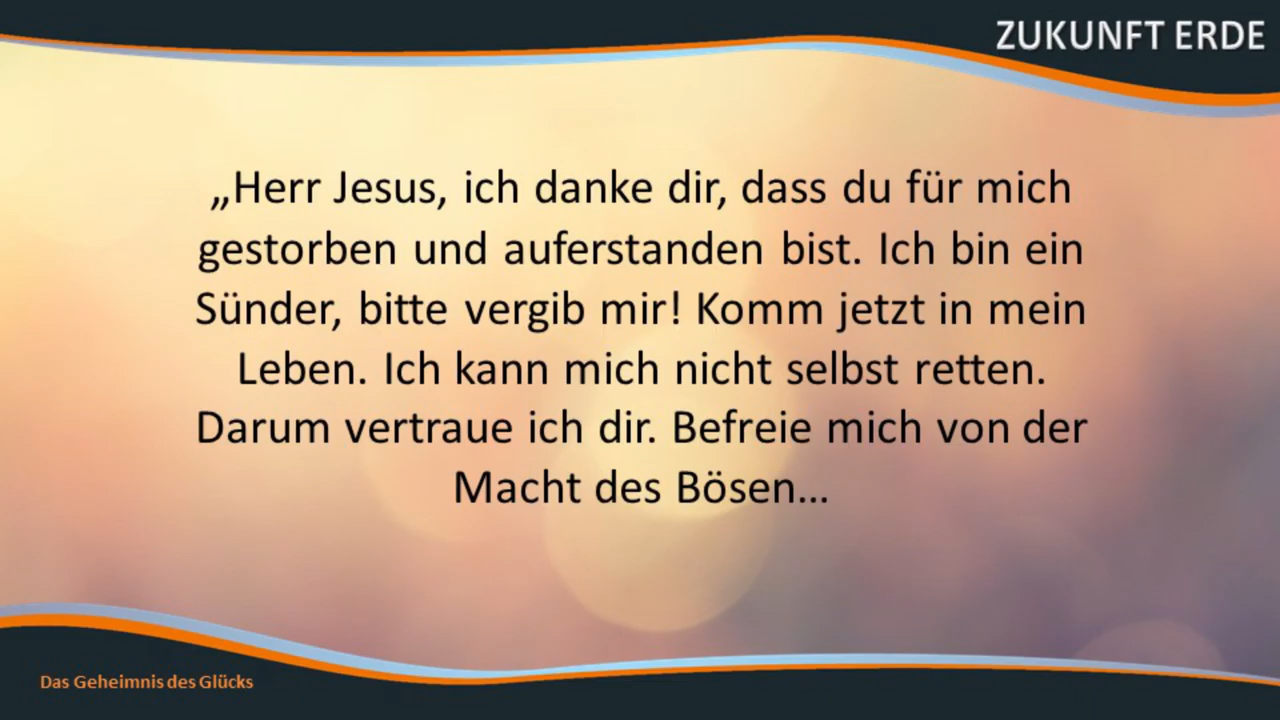 ZUKUNFT ERDE
„Herr Jesus, ich danke dir, dass du für mich
gestorben und auferstanden bist. Ich bin ein
Sünder, bitte vergib mir! Komm jetzt in mein
Leben. Ich kann mich nicht selbst retten.
Darum vertraue ich dir. Befreie mich von der
Macht des Bösen…
Das Geheimnis des Glücks